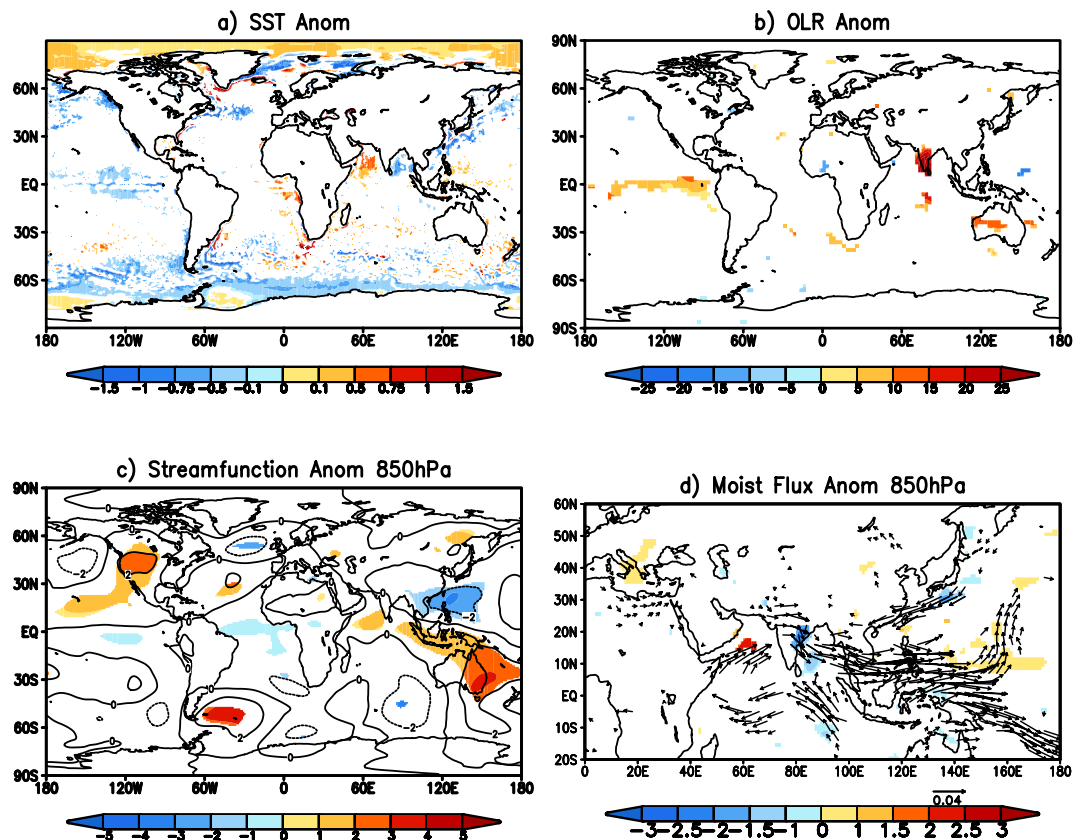 a) SST Anom
60N
30N
EQ
30S
60S
180 120W 60W 0 60E 120E 180
-1.5 -1 -0.75 -0.5 -0.1 0 0.1 0.5 0.75 1 1.5
b) OLR Anom
90N
60N
30N
EQ
30S
60S
90S
180 120W 60W 0 60E 120E 180
-25 -20 -15 -10 -5 0 5 10 15 20 25
c) Streamfunction Anom 850hPa
90N
60N
30N
EQ
30S
60S
90S
180 120W 60W 0 60E 120E 180
-5 -4 -3 -2 -1 0 1 2 3 4 5
d) Moist Flux Anom 850hPa
60N
50N
40N
30N
20N
10N
EQ
10S
20S
0 20E 40E 60E 80E 100E 120E 140E 160E 180
0.04
-3 -2.5 -2 -1.5 -1 0 1 1.5 2 2.5 3